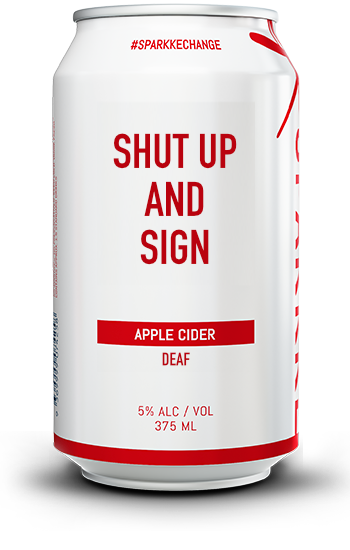 #SPARKKECHANGE
SHUT UP
AND
SIGN
APPLE CIDER
DEAF
5% ALC / VOL
375 ML